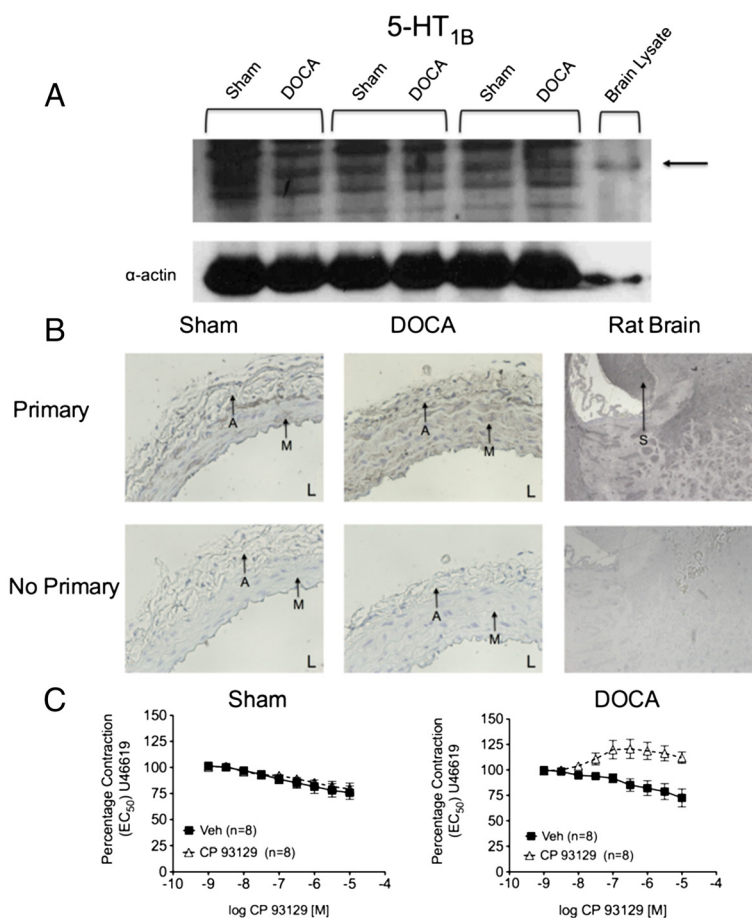 5-HT1B
A
Sham
DOCA
Sham
DOCA
Sham
DOCA
Brain Lysate
α-actin
B
Sham
DOCA
Rat Brain
Primary
A
M
L
A
M
L
S
No Primary
A
M
L
A
M
L
C
Sham
DOCA
Percentage Contraction
(EC50) U46619
150
125
100
75
50
25
0
Veh (n=8)
CP 93129 (n=8)
-10
-9
-8
-7
-6
-5
-4
log CP 93129 [M]
Percentage Contraction
(EC50) U46619
150
125
100
75
50
25
0
Veh (n=8)
CP 93129 (n=8)
-10
-9
-8
-7
-6
-5
-4
log CP 93129 [M]